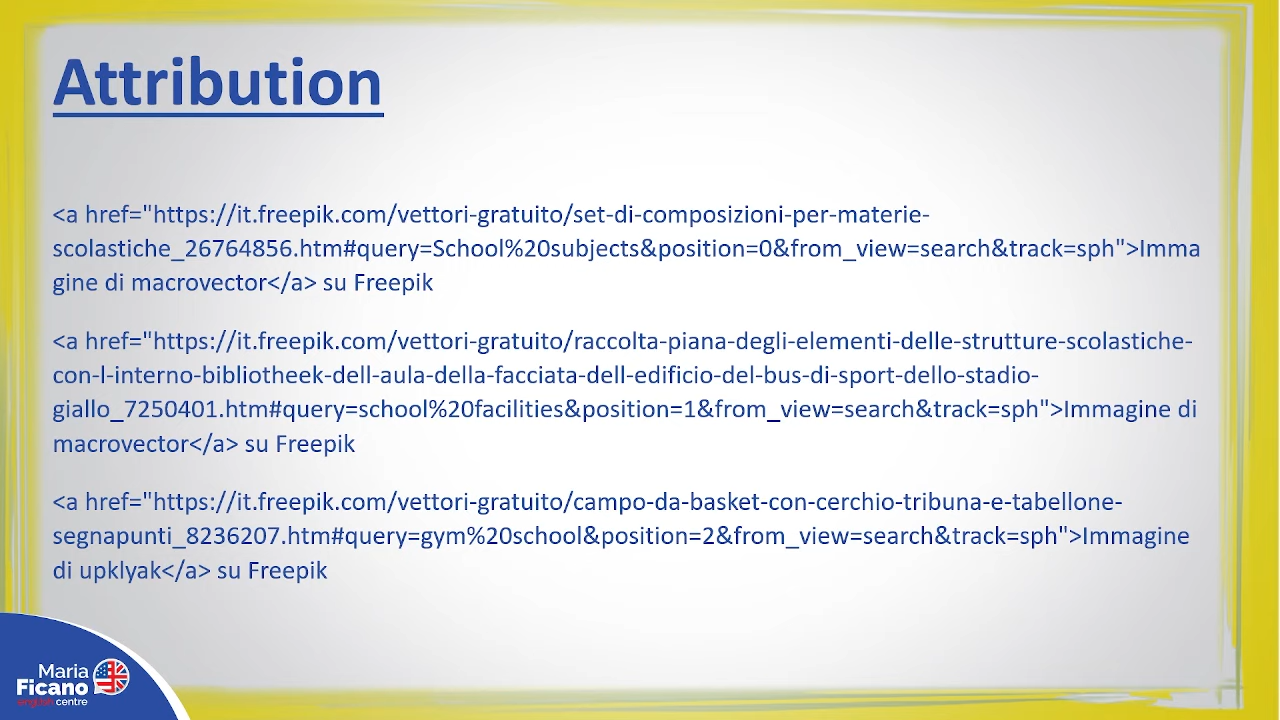 Attribution
<a href="https://it.freepik.com/vettori-gratuito/set-di-composizioni-per-materie-
scolastiche_26764856.htm#query=School%20subjects&position=0&from_view=search&track=sph">Imma
gine di macrovector</a> su Freepik
<a href="https://it.freepik.com/vettori-gratuito/raccolta-piana-degli-elementi-delle-strutture-scolastiche-
con-l-interno-bibliotheek-dell-aula-della-facciata-dell-edificio-del-bus-di-sport-dello-stadio-
giallo_7250401.htm#query=school%20facilities&position=1&from_view=search&track=sph">Immagine di
macrovector</a> su Freepik
<a href="https://it.freepik.com/vettori-gratuito/campo-da-basket-con-cerchio-tribuna-e-tabellone-
segnapunti_8236207.htm#query=gym%20school&position=2&from_view=search&track=sph">Immagine
di upklyak</a> su Freepik
Maria
Ficano
english centre